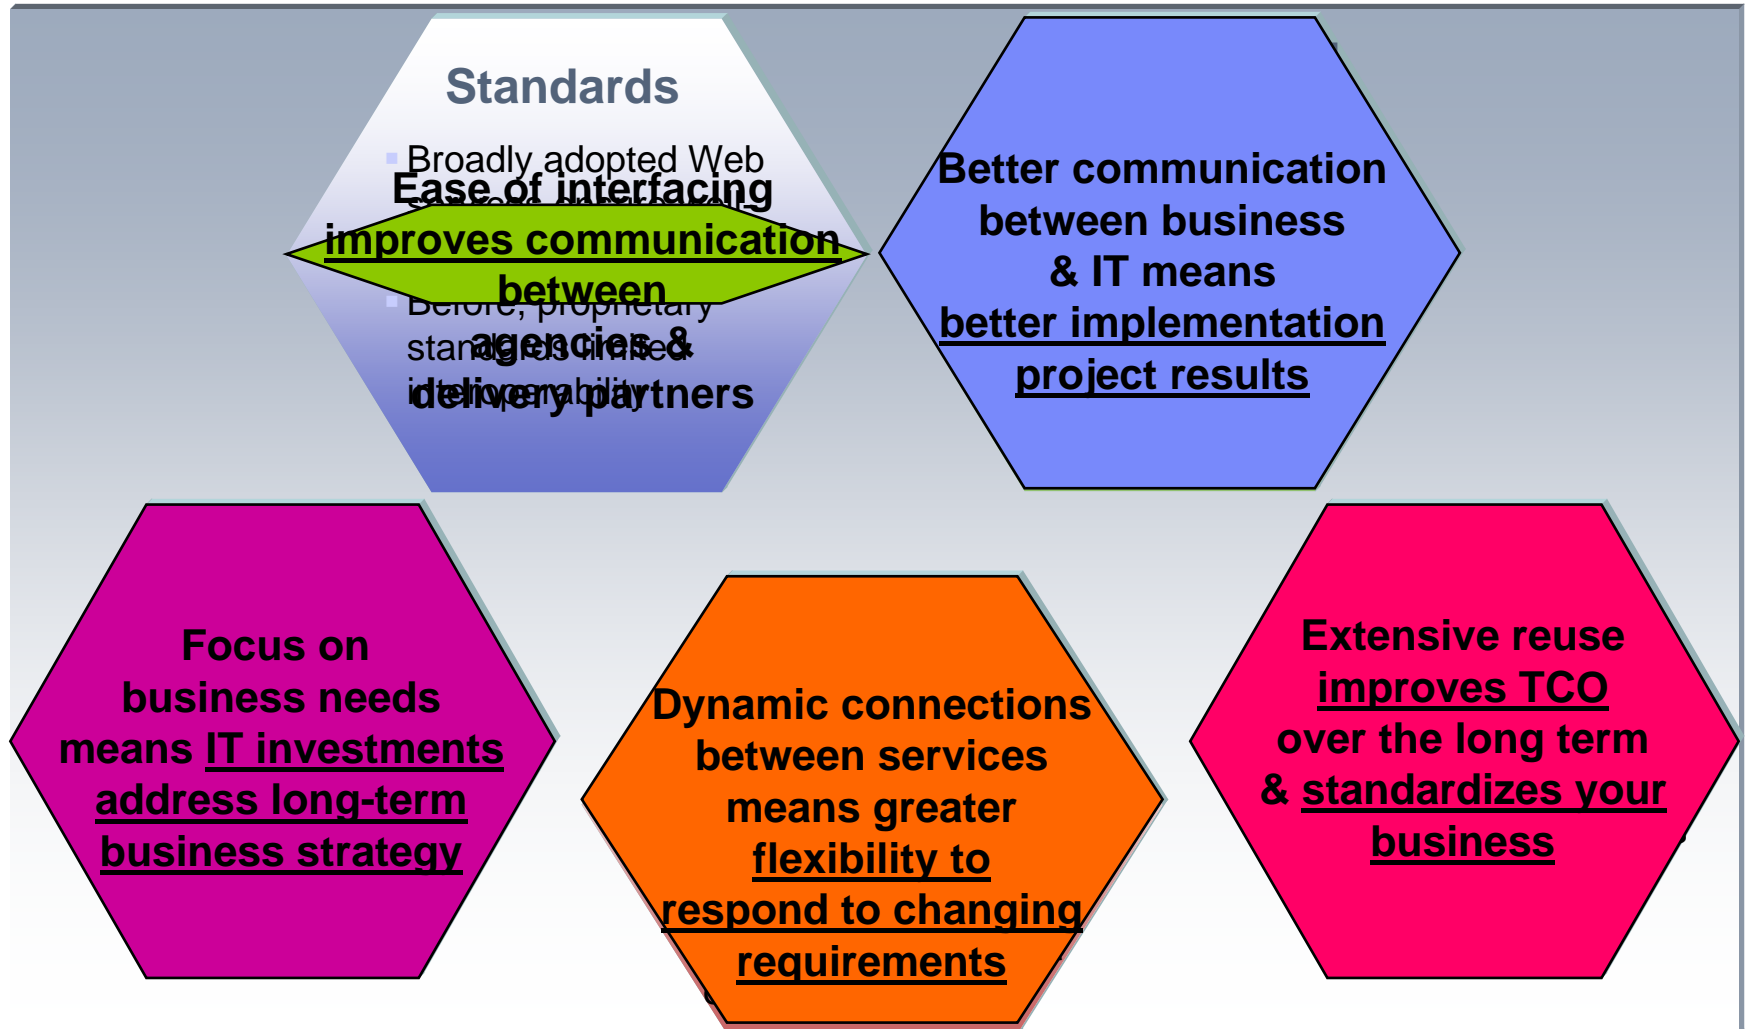 Standards
Broadly adopted Web
Ease of interfacing
improves communication
between
agencies &
delivery partners
Before, proprietary
standards limited
interoperability
Better communication
between business
& IT means
better implementation
project results
Focus on
business needs
means IT investments
address long-term
business strategy
Dynamic connections
between services
means greater
flexibility to
respond to changing
requirements
Extensive reuse
improves TCO
over the long term
& standardizes your
business